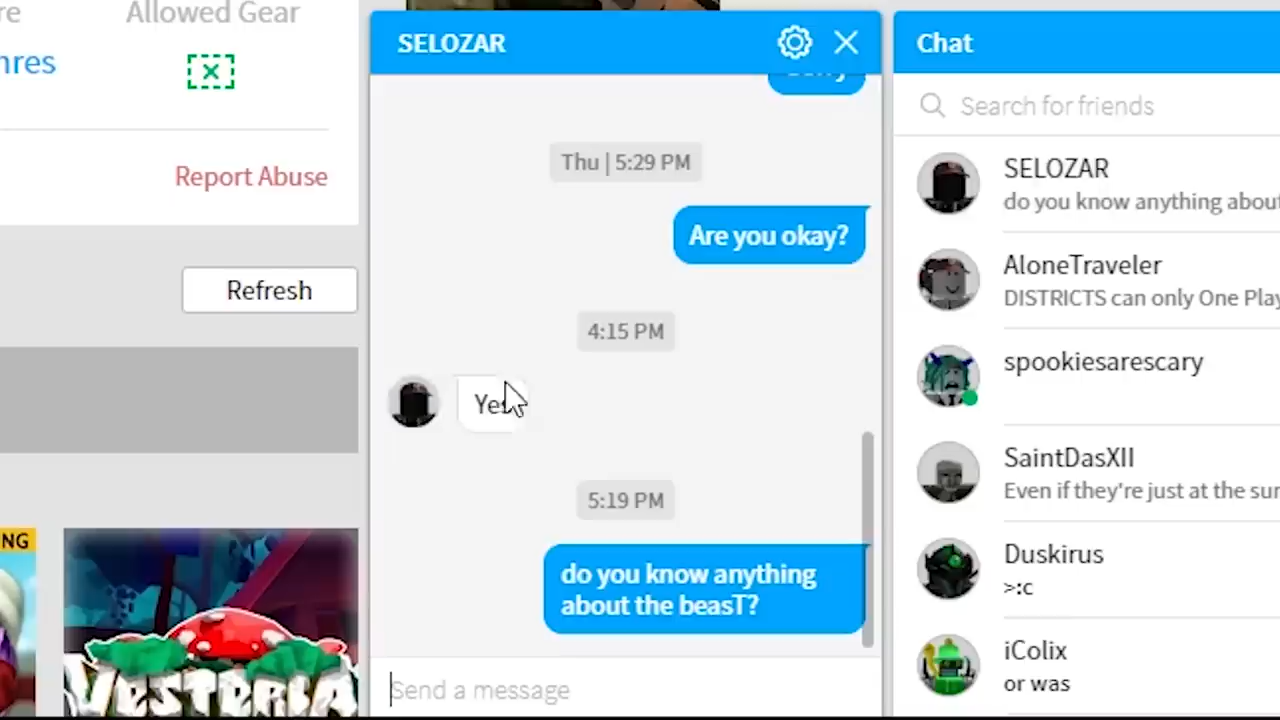 Allowed Gear
Report Abuse
Refresh
NG
VESTERIA
SELOZAR
Thu | 5:29 PM
Are you okay?
4:15 PM
Yes
5:19 PM
do you know anything
about the beasT?
Send a message
Chat
Search for friends
SELOZAR
do you know anything about
AloneTraveler
DISTRICTS can only One Play
spookiesarescary
SaintDasXII
Even if they're just at the sur
Duskirus
>:c
iColix
or was